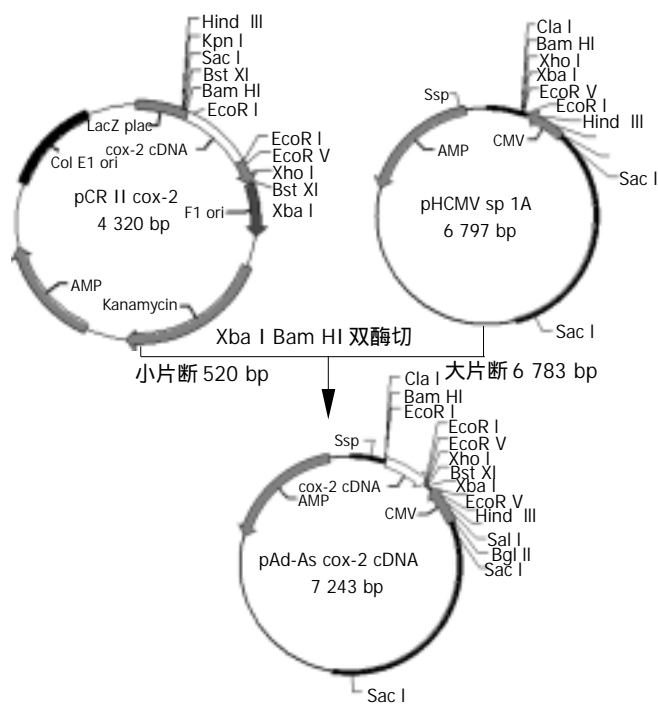 Hind III
Kpn I
Sac I
Bst XI
Bam HI
EcoR I
LacZ plac
cox-2 cDNA
Col E1 ori
EcoR I
EcoR V
Xho I
Bst XI
F1 ori
Xba I
pCR II cox-2
4 320 bp
AMP
Kanamycin
Cla I
Bam HI
Xho I
Xba I
EcoR V
EcoR I
Hind III
Ssp
CMV
AMP
Sac I
pHCMV sp 1A
6 797 bp
Sac I
Xba I Bam HI 双酶切
小片断 520 bp
大片断 6 783 bp
Cla I
Bam HI
EcoR I
Ssp
EcoR I
EcoR V
Xho I
Bst XI
Xba I
cox-2 cDNA
AMP
EcoR V
CMV
Hind III
Sal I
Bgl II
Sac I
pAd-As cox-2 cDNA
7 243 bp
Sac I